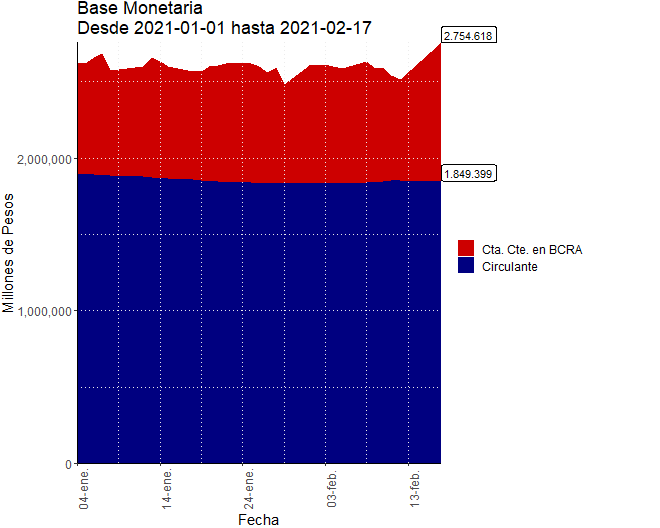 Base Monetaria
Desde 2021-01-01 hasta 2021-02-17
2.754.618
2,000,000
1.849.399
Millones de Pesos
Cta. Cte. en BCRA
Circulante
1,000,000
0
04-ene.
14-ene.
24-ene.
03-feb.
13-feb.
Fecha